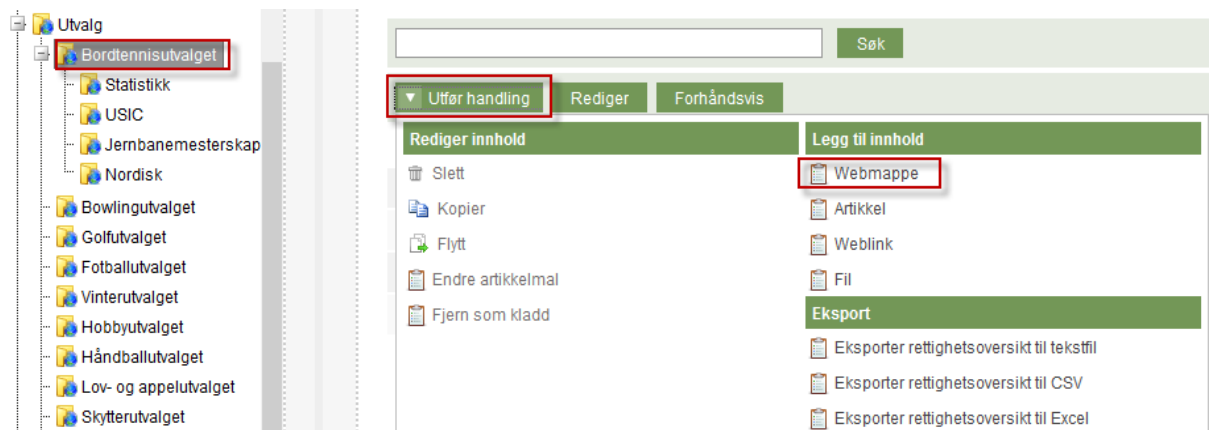 Utvalg
Bordtennisutvalget
Statistikk
USIC
Jernbanemesterskap
Nordisk
Bowlingutvalget
Golfutvalget
Fotballutvalget
Vinterutvalget
Hobbyutvalget
Håndballutvalget
Lov- og appelutvalget
Skytterutvalget
Søk
Utfør handling Rediger Forhåndsvis
Rediger innhold
Slett
Kopier
Flytt
Endre artikkelmal
Fjern som kladd
Legg til innhold
Webmappe
Artikkel
Weblink
Fil
Eksport
Eksporter rettighetsoversikt til tekstfil
Eksporter rettighetsoversikt til CSV
Eksporter rettighetsoversikt til Excel